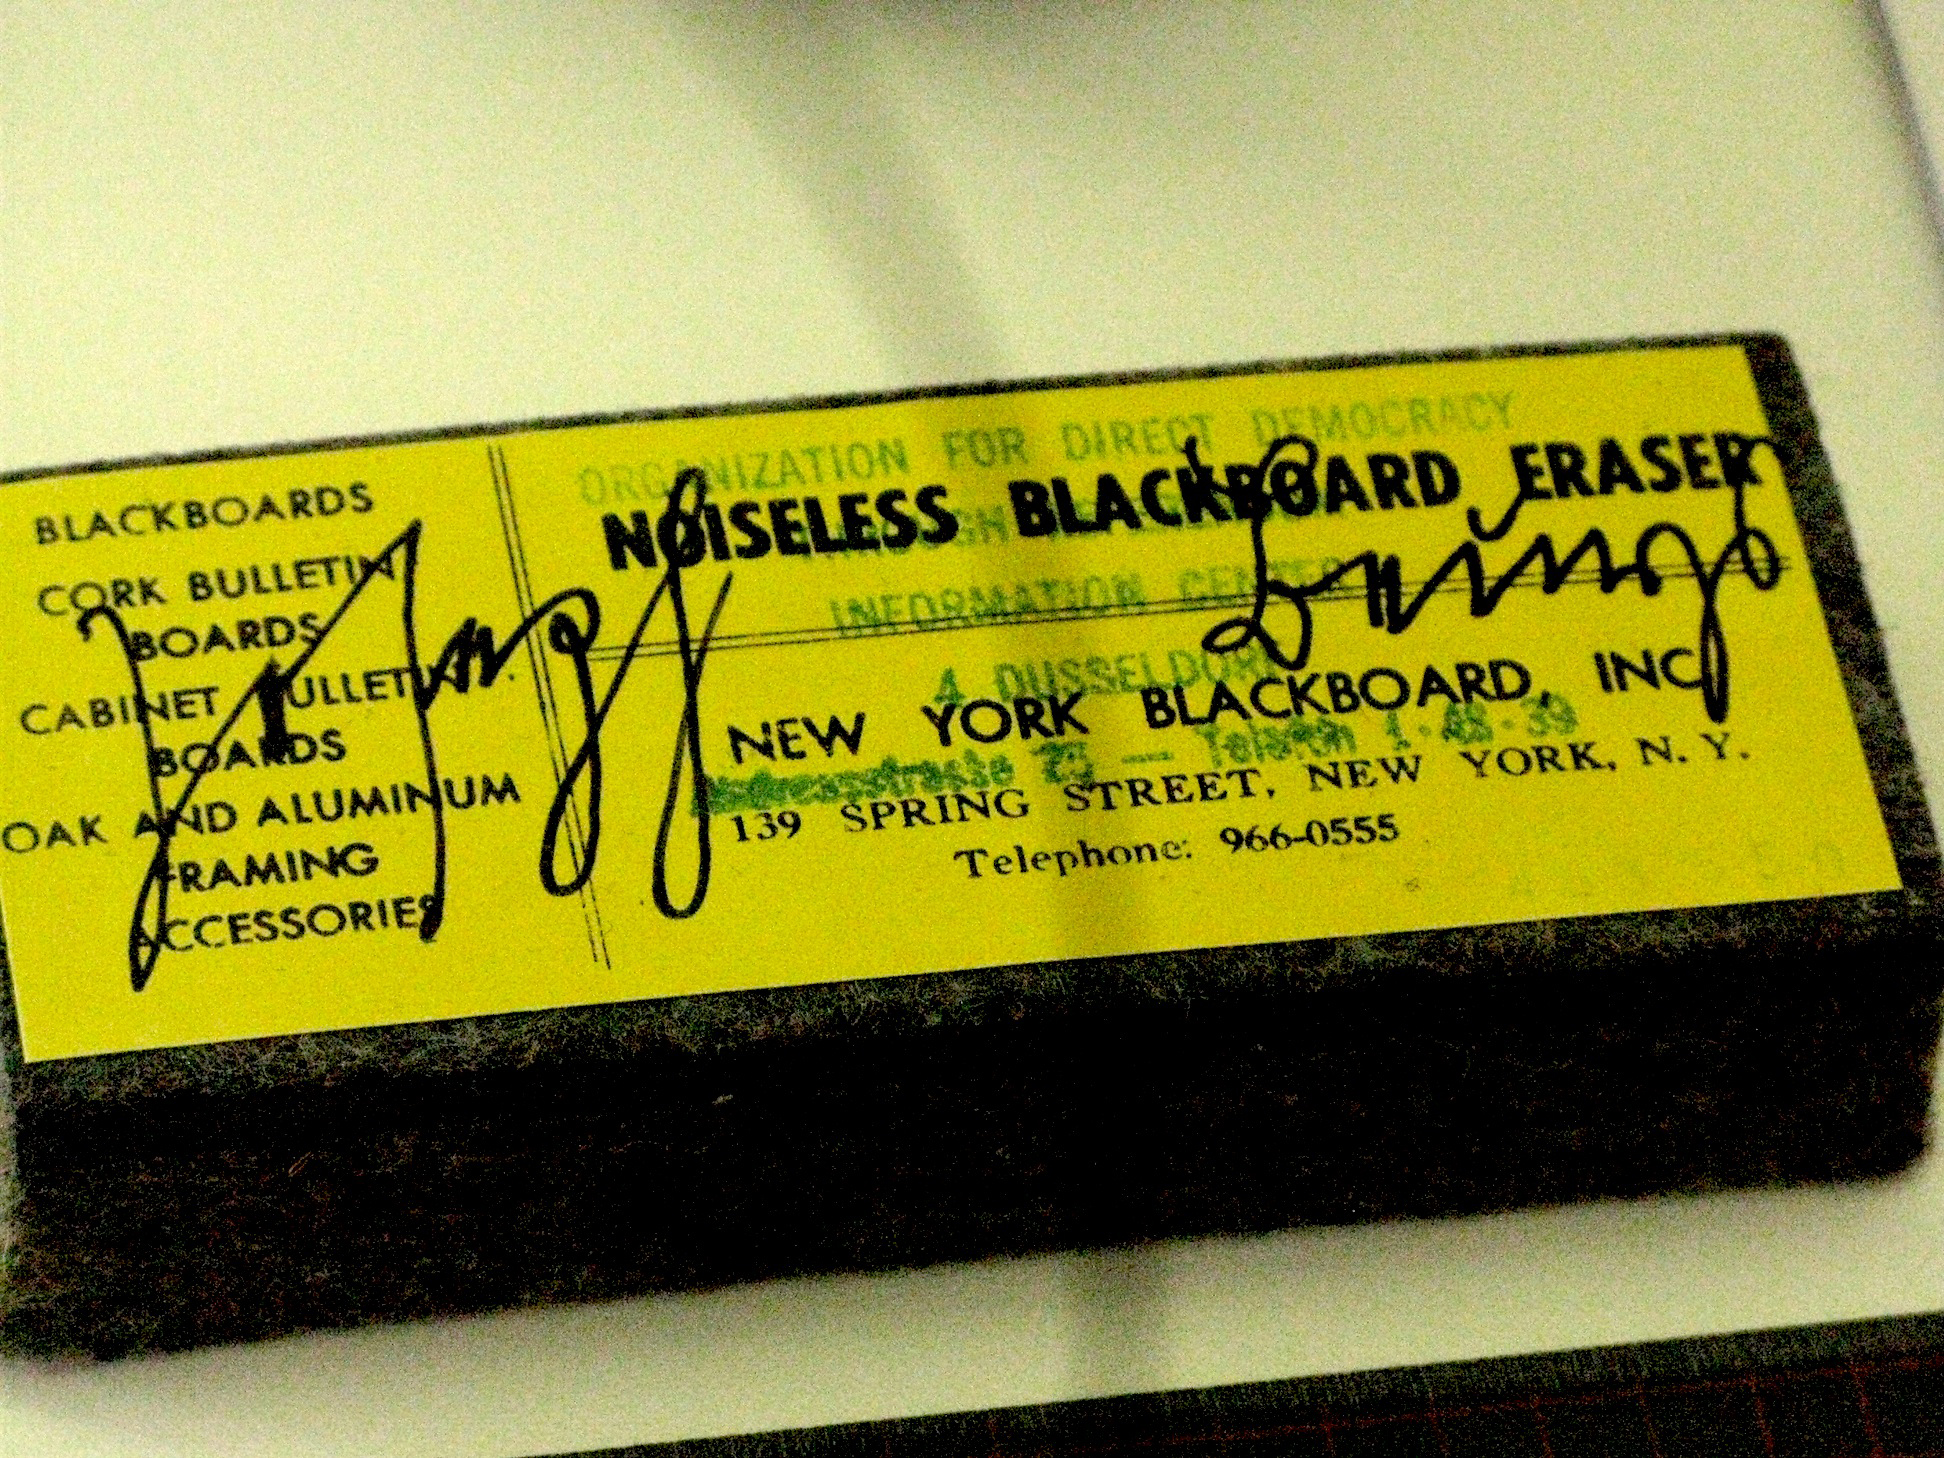 BLACKBOARDS
CORK BULLETIN
BOARDS
CABINET BULLETIN
BOARDS
OAK AND ALUMINUM
FRAMING
ACCESSORIES
ORGANIZATION FOR DIRECT DEMOCRACY
NOISELESS BLACKBOARD ERASER
INFORMATION CENTER
4 DUSSELDORF
NEW YORK BLACKBOARD, INC
139 SPRING STREET, NEW YORK, N. Y.
Telephone: 966-0555